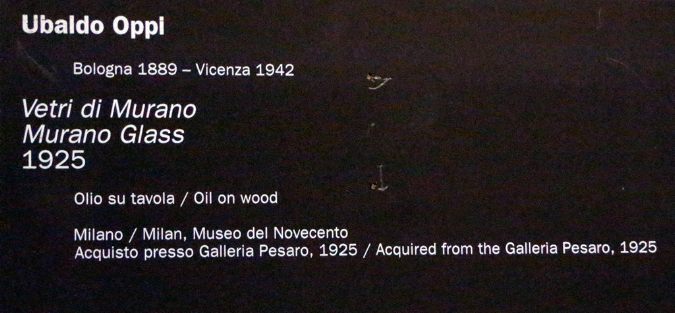 Ubaldo Oppi
Bologna 1889 – Vicenza 1942
Vetri di Murano
Murano Glass
1925
Olio su tavola / Oil on wood
Milano / Milan, Museo del Novecento
Acquisto presso Galleria Pesaro, 1925 / Acquired from the Galleria Pesaro, 1925